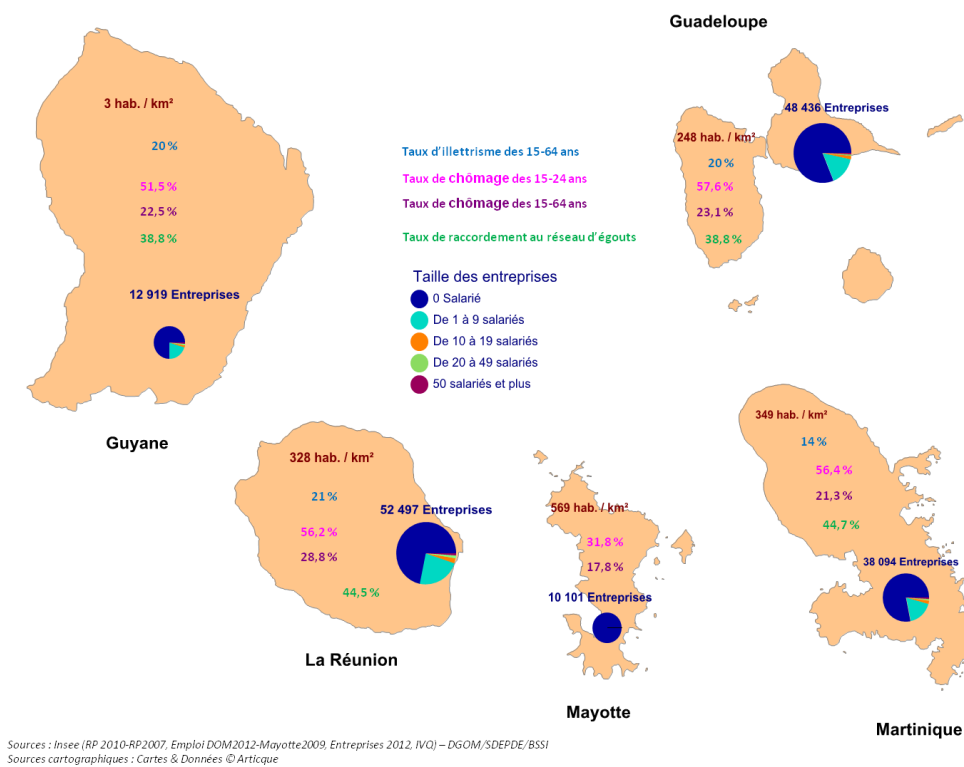 Guadeloupe
3 hab. / km²
20 %
51,5 %
22,5 %
38,8 %
12 919 Entreprises
Guyane
Taux d'illettrisme des 15-64 ans
Taux de chômage des 15-24 ans
Taux de chômage des 15-64 ans
Taux de raccordement au réseau d'égouts
Taille des entreprises
0 Salarié
De 1 à 9 salariés
De 10 à 19 salariés
De 20 à 49 salariés
50 salariés et plus
48 436 Entreprises
248 hab. / km²
20 %
57,6 %
23,1 %
38,8 %
328 hab. / km²
21 %
52 497 Entreprises
56,2 %
28,8 %
44,5 %
La Réunion
569 hab. / km²
31,8 %
17,8 %
10 101 Entreprises
Mayotte
349 hab. / km²
14 %
56,4 %
21,3 %
44,7 %
38 094 Entreprises
Martinique
Sources : Insee (RP 2010-RP2007, Emploi DOM2012-Mayotte2009, Entreprises 2012, IVQ) – DGOM/SDEPDE/BSSI
Sources cartographiques : Cartes & Données © Articque